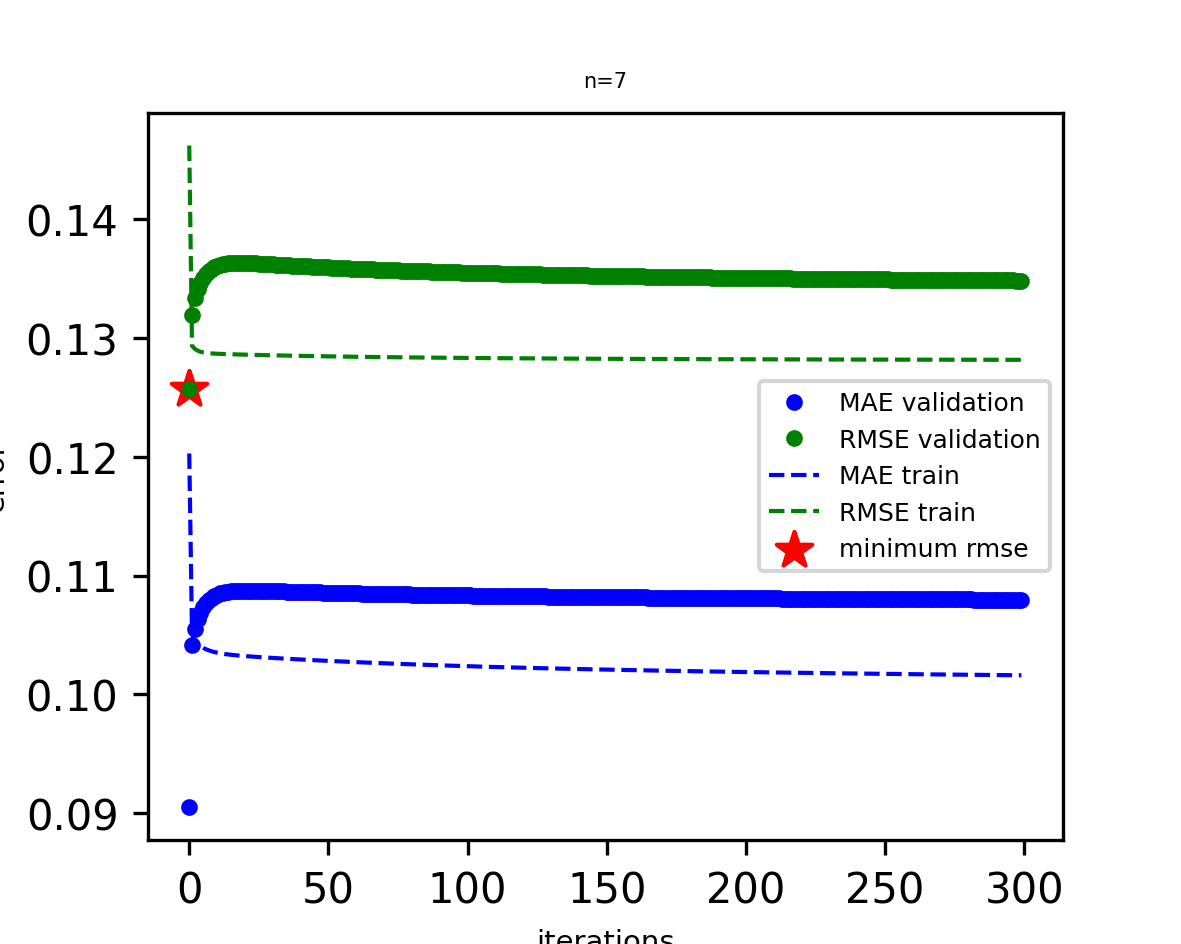 n=7
0.14
0.13
0.12
0.11
0.10
0.09
MAE validation
RMSE validation
MAE train
RMSE train
minimum rmse
0 50 100 150 200 250 300
iterations